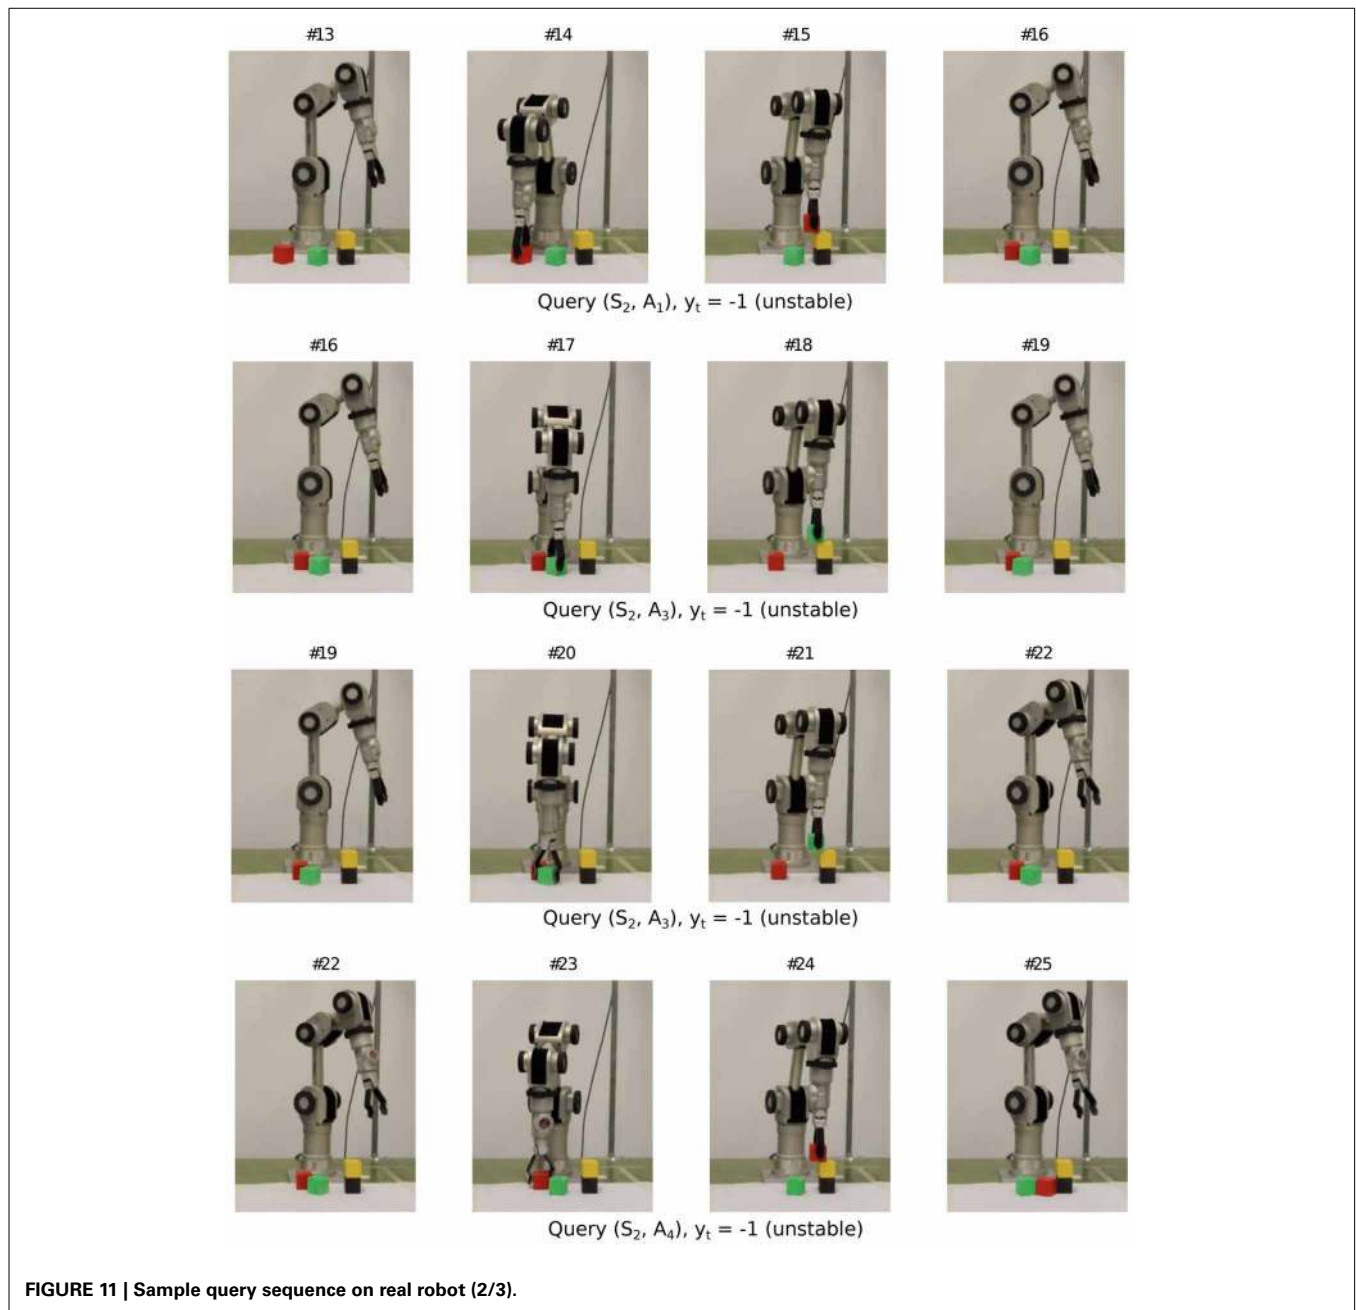 #13 #14 #15 #16
Query (S₂, A₁), yₜ = -1 (unstable)
#16 #17 #18 #19
Query (S₂, A₃), yₜ = -1 (unstable)
#19 #20 #21 #22
Query (S₂, A₃), yₜ = -1 (unstable)
#22 #23 #24 #25
Query (S₂, A₄), yₜ = -1 (unstable)
FIGURE 11 | Sample query sequence on real robot (2/3).